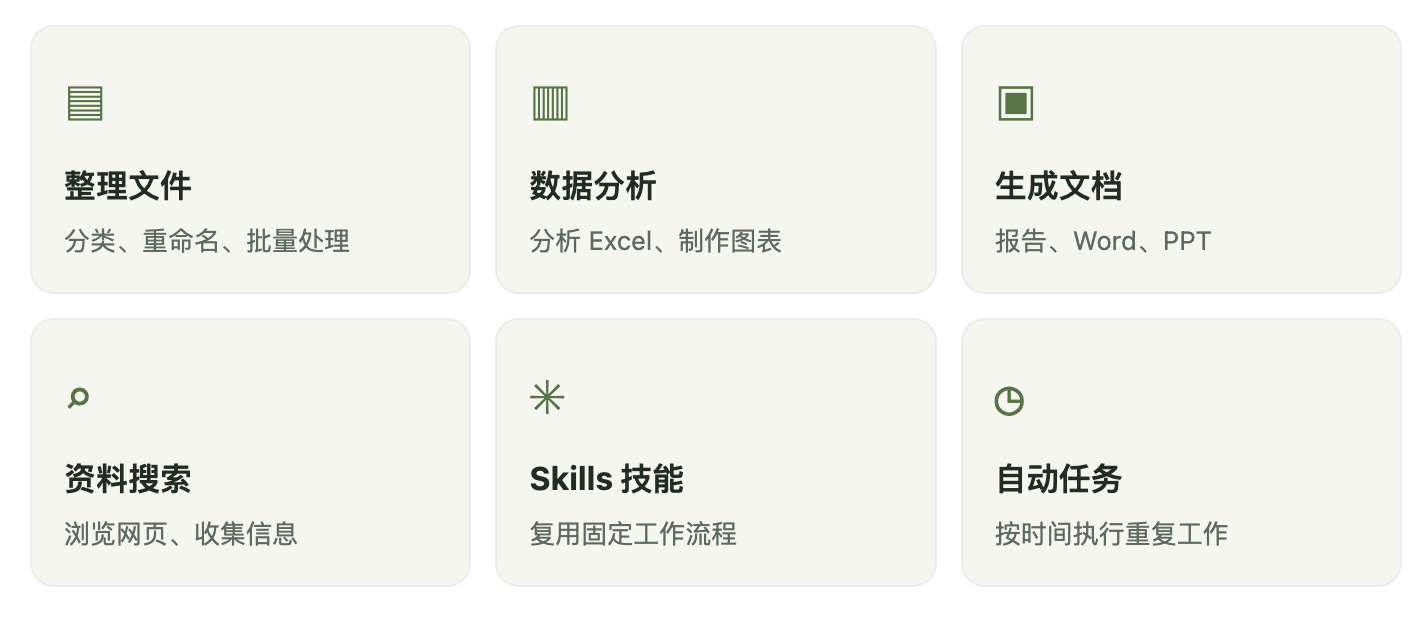 整理文件
分类、重命名、批量处理
数据分析
分析 Excel、制作图表
生成文档
报告、Word、PPT
资料搜索
浏览网页、收集信息
Skills 技能
复用固定工作流程
自动任务
按时间执行重复工作